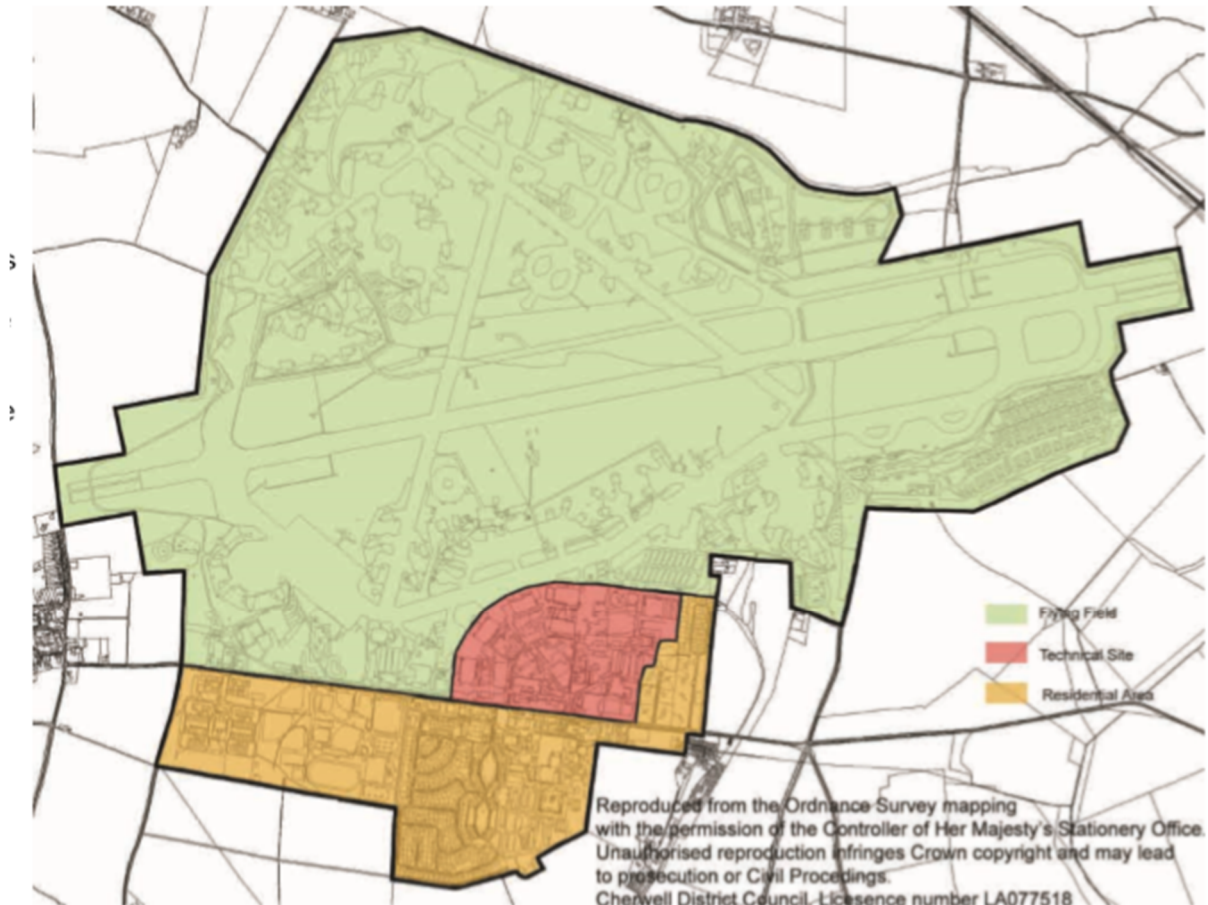 Flying Field
Technical Site
Residential Area
Reproduced from the Ordnance Survey mapping
with the permission of the Controller of Her Majesty's Stationery Office.
Unauthorised reproduction infringes Crown copyright and may lead
to prosecution or Civil Procedings.
Cherwell District Council. Licesence number LA077518